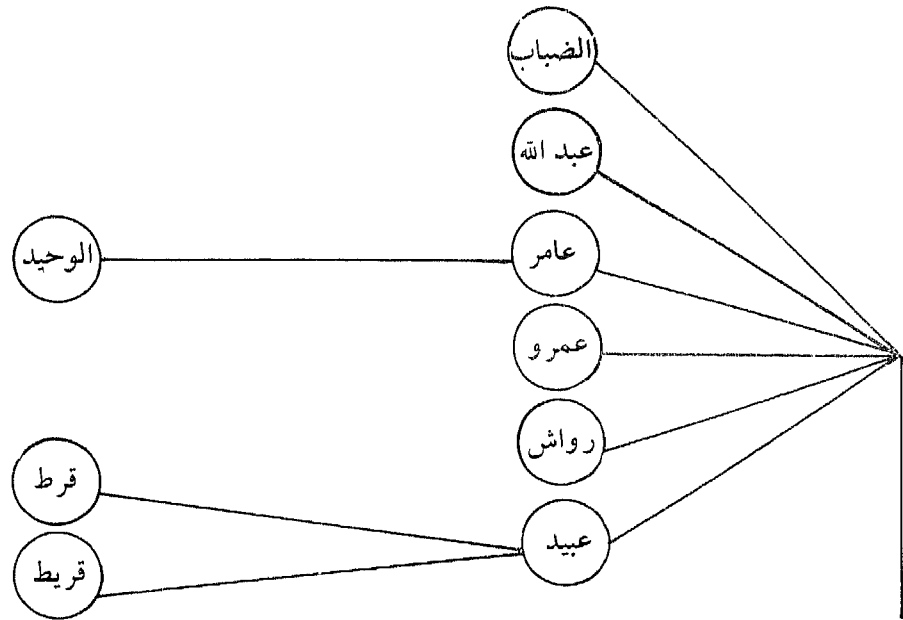 الضباب
عبد الله
عامر
الوحيد
عمرو
رواش
عبيد
قرط
قريط